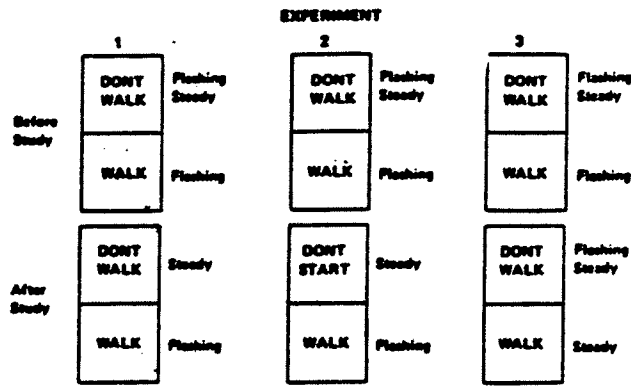 EXPERIMENT
1 2 3
DONT WALK Flashing Steady DONT WALK Flashing Steady DONT WALK Flashing Steady
Before Study
WALK Flashing WALK Flashing WALK Flashing
DONT WALK Steady DONT START Steady DONT WALK Flashing Steady
After Study
WALK Flashing WALK Flashing WALK Steady